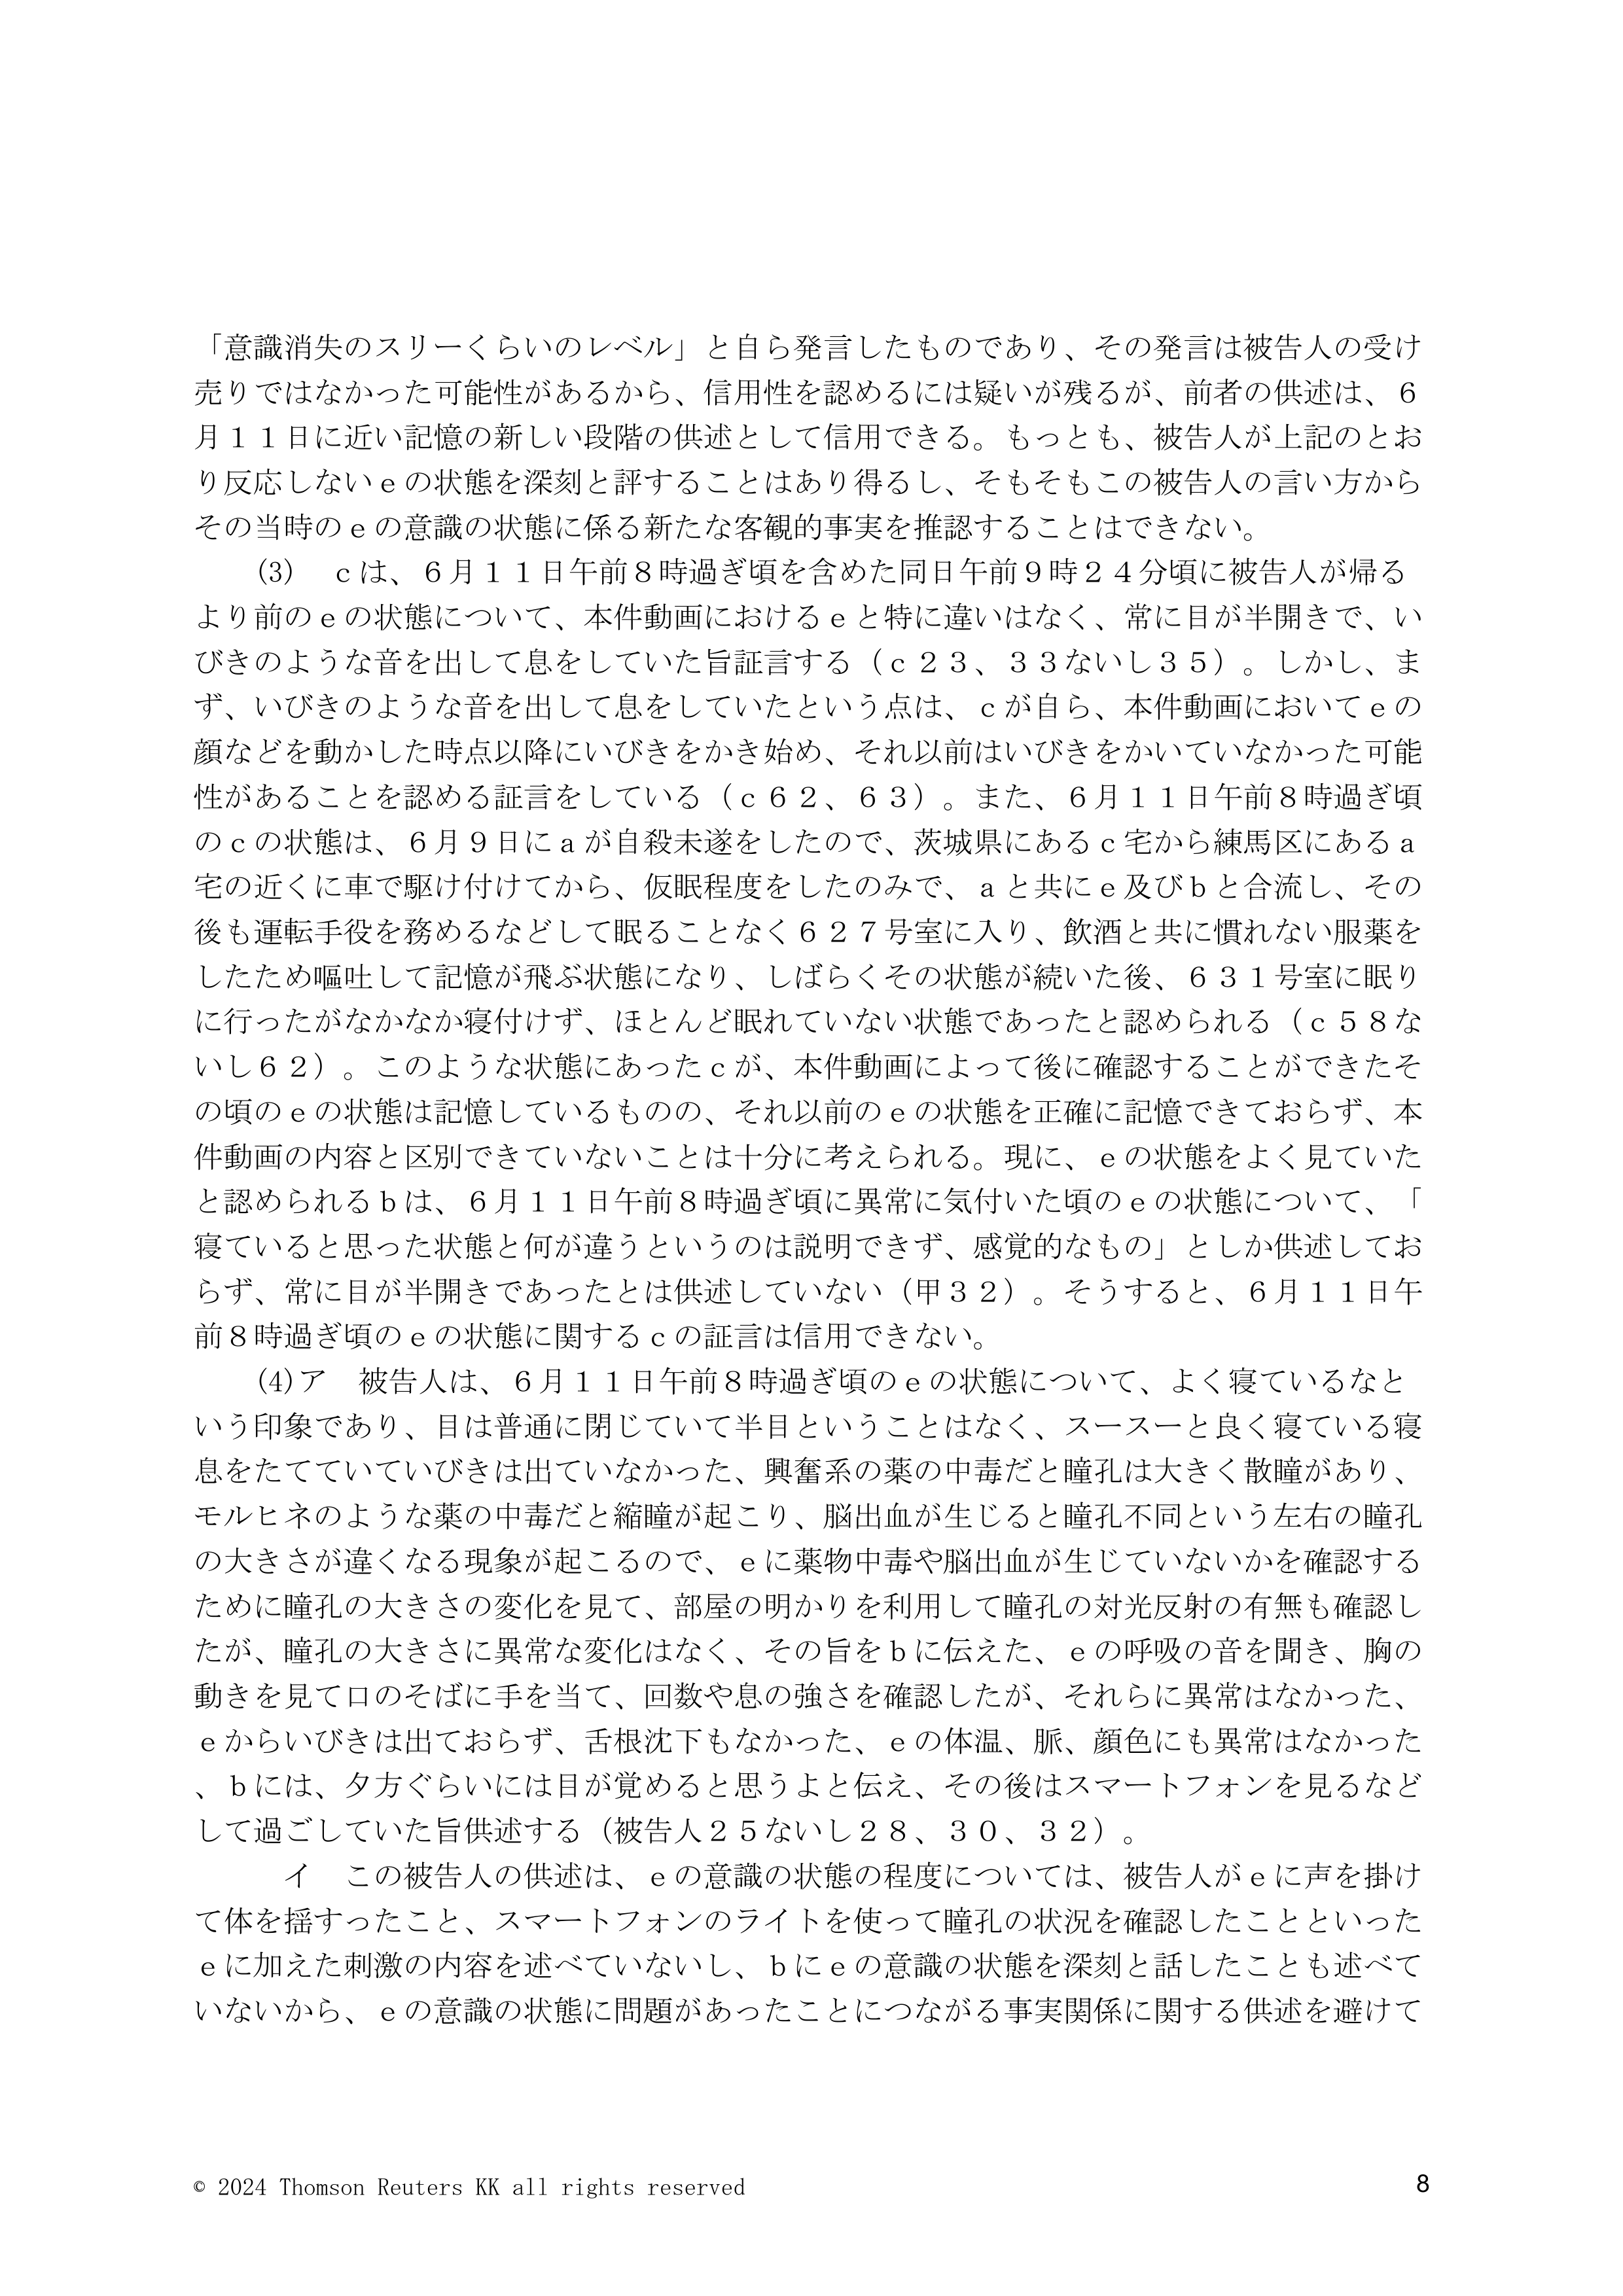 「意識消失のスリーくらいのレベル」と自ら発言したものであり、その発言は被告人の受け
売りではなかった可能性があるから、信用性を認めるには疑いが残るが、前者の供述は、６
月１１日に近い記憶の新しい段階の供述として信用できる。もっとも、被告人が上記のとお
り反応しないｅの状態を深刻と評することはあり得るし、そもそもこの被告人の言い方から
その当時のｅの意識の状態に係る新たな客観的事実を推認することはできない。
(3)　ｃは、６月１１日午前８時過ぎ頃を含めた同日午前９時２４分頃に被告人が帰る
より前のｅの状態について、本件動画におけるｅと特に違いはなく、常に目が半開きで、い
びきのような音を出して息をしていた旨証言する（ｃ２３、３３ないし３５）。しかし、ま
ず、いびきのような音を出して息をしていたという点は、ｃが自ら、本件動画においてｅの
顔などを動かした時点以降にいびきをかき始め、それ以前はいびきをかいていなかった可能
性があることを認める証言をしている（ｃ６２、６３）。また、６月１１日午前８時過ぎ頃
のｃの状態は、６月９日にａが自殺未遂をしたので、茨城県にあるｃ宅から練馬区にあるａ
宅の近くに車で駆け付けてから、仮眠程度をしたのみで、ａと共にｅ及びｂと合流し、その
後も運転手役を務めるなどして眠ることなく６２７号室に入り、飲酒と共に慣れない服薬を
したため嘔吐して記憶が飛ぶ状態になり、しばらくその状態が続いた後、６３１号室に眠り
に行ったがなかなか寝付けず、ほとんど眠れていない状態であったと認められる（ｃ５８な
いし６２）。このような状態にあったｃが、本件動画によって後に確認することができたそ
の頃のｅの状態は記憶しているものの、それ以前のｅの状態を正確に記憶できておらず、本
件動画の内容と区別できていないことは十分に考えられる。現に、ｅの状態をよく見ていた
と認められるｂは、６月１１日午前８時過ぎ頃に異常に気付いた頃のｅの状態について、「
寝ていると思った状態と何が違うというのは説明できず、感覚的なもの」としか供述してお
らず、常に目が半開きであったとは供述していない（甲３２）。そうすると、６月１１日午
前８時過ぎ頃のｅの状態に関するｃの証言は信用できない。
(4)ア　被告人は、６月１１日午前８時過ぎ頃のｅの状態について、よく寝ているなと
いう印象であり、目は普通に閉じていて半目ということはなく、スースーと良く寝ている寝
息をたてていていびきは出ていなかった、興奮系の薬の中毒だと瞳孔は大きく散瞳があり、
モルヒネのような薬の中毒だと縮瞳が起こり、脳出血が生じると瞳孔不同という左右の瞳孔
の大きさが違くなる現象が起こるので、ｅに薬物中毒や脳出血が生じていないかを確認する
ために瞳孔の大きさの変化を見て、部屋の明かりを利用して瞳孔の対光反射の有無も確認し
たが、瞳孔の大きさに異常な変化はなく、その旨をｂに伝えた、ｅの呼吸の音を聞き、胸の
動きを見て口のそばに手を当て、回数や息の強さを確認したが、それらに異常はなかった、
ｅからいびきは出ておらず、舌根沈下もなかった、ｅの体温、脈、顔色にも異常はなかった
、ｂには、夕方ぐらいには目が覚めると思うよと伝え、その後はスマートフォンを見るなど
して過ごしていた旨供述する（被告人２５ないし２８、３０、３２）。
イ　この被告人の供述は、ｅの意識の状態の程度については、被告人がｅに声を掛け
て体を揺すったこと、スマートフォンのライトを使って瞳孔の状況を確認したことといった
ｅに加えた刺激の内容を述べていないし、ｂにｅの意識の状態を深刻と話したことも述べて
いないから、ｅの意識の状態に問題があったことにつながる事実関係に関する供述を避けて
© 2024 Thomson Reuters KK all rights reserved
8